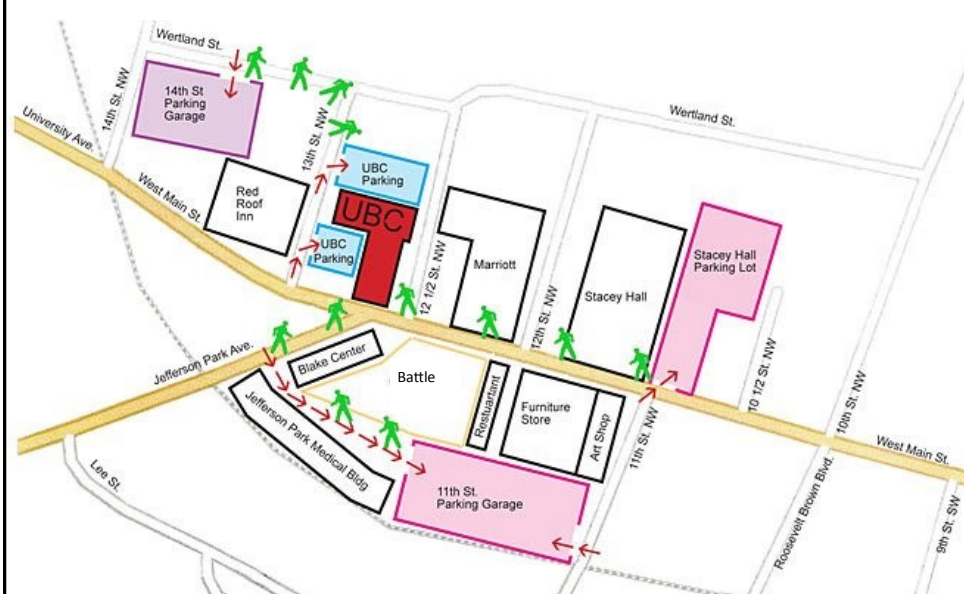 Wertland St.
14th St. NW
14th St
Parking
Garage
University Ave.
West Main St.
Red
Roof
Inn
13th St. NW
UBC
Parking
UBC
UBC
Parking
12 1/2 St. NW
Marriott
Wertland St.
12th St. NW
Stacey Hall
Stacey Hall
Parking Lot
10 1/2 St. NW
10th St. NW
Jefferson Park Ave.
Blake Center
Battle
Restuartant
Furniture
Store
Art Shop
11th St. NW
West Main St.
Jefferson Park Medical Bldg
11th St.
Parking Garage
Lee St.
Roosevelt Brown Blvd.
9th St. SW